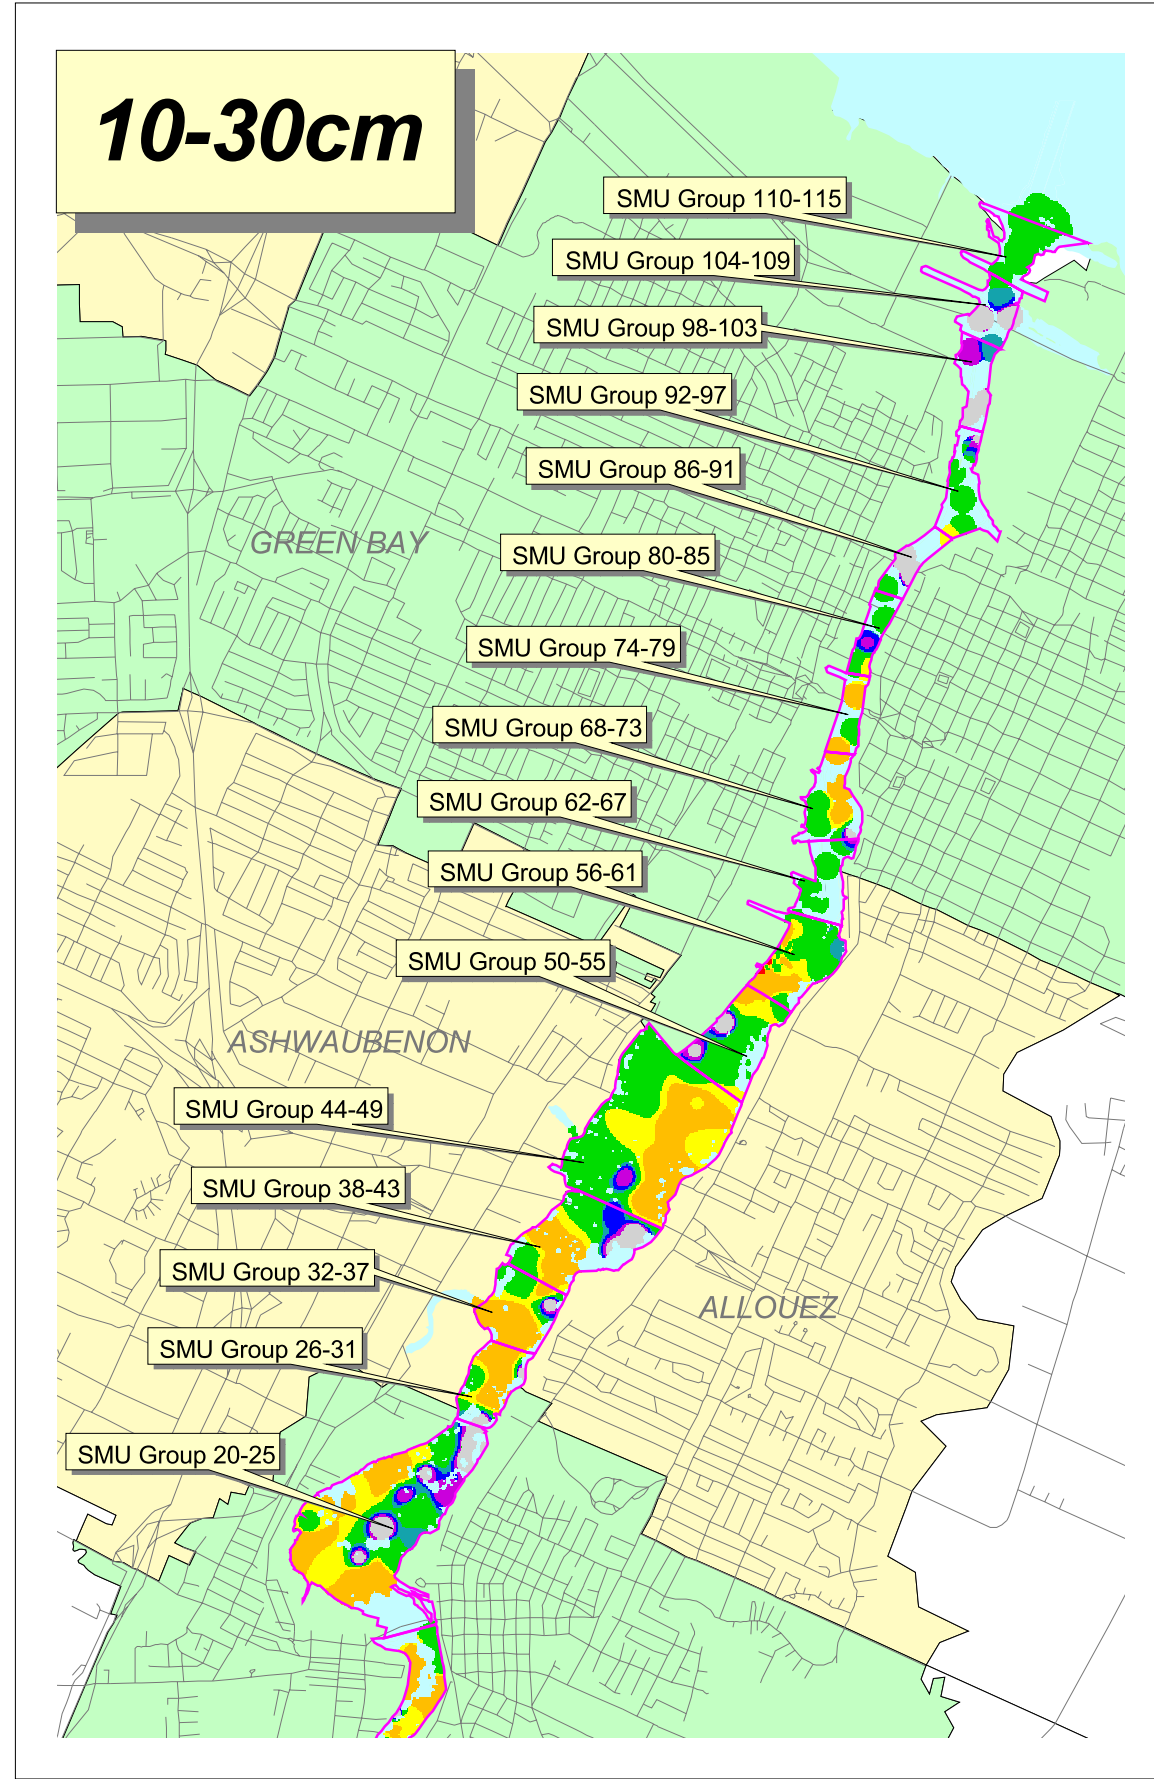 10-30cm
SMU Group 110-115
SMU Group 104-109
SMU Group 98-103
SMU Group 92-97
SMU Group 86-91
GREEN BAY
SMU Group 80-85
SMU Group 74-79
SMU Group 68-73
SMU Group 62-67
SMU Group 56-61
SMU Group 50-55
ASHWAUBENON
SMU Group 44-49
SMU Group 38-43
SMU Group 32-37
ALLOUEZ
SMU Group 26-31
SMU Group 20-25